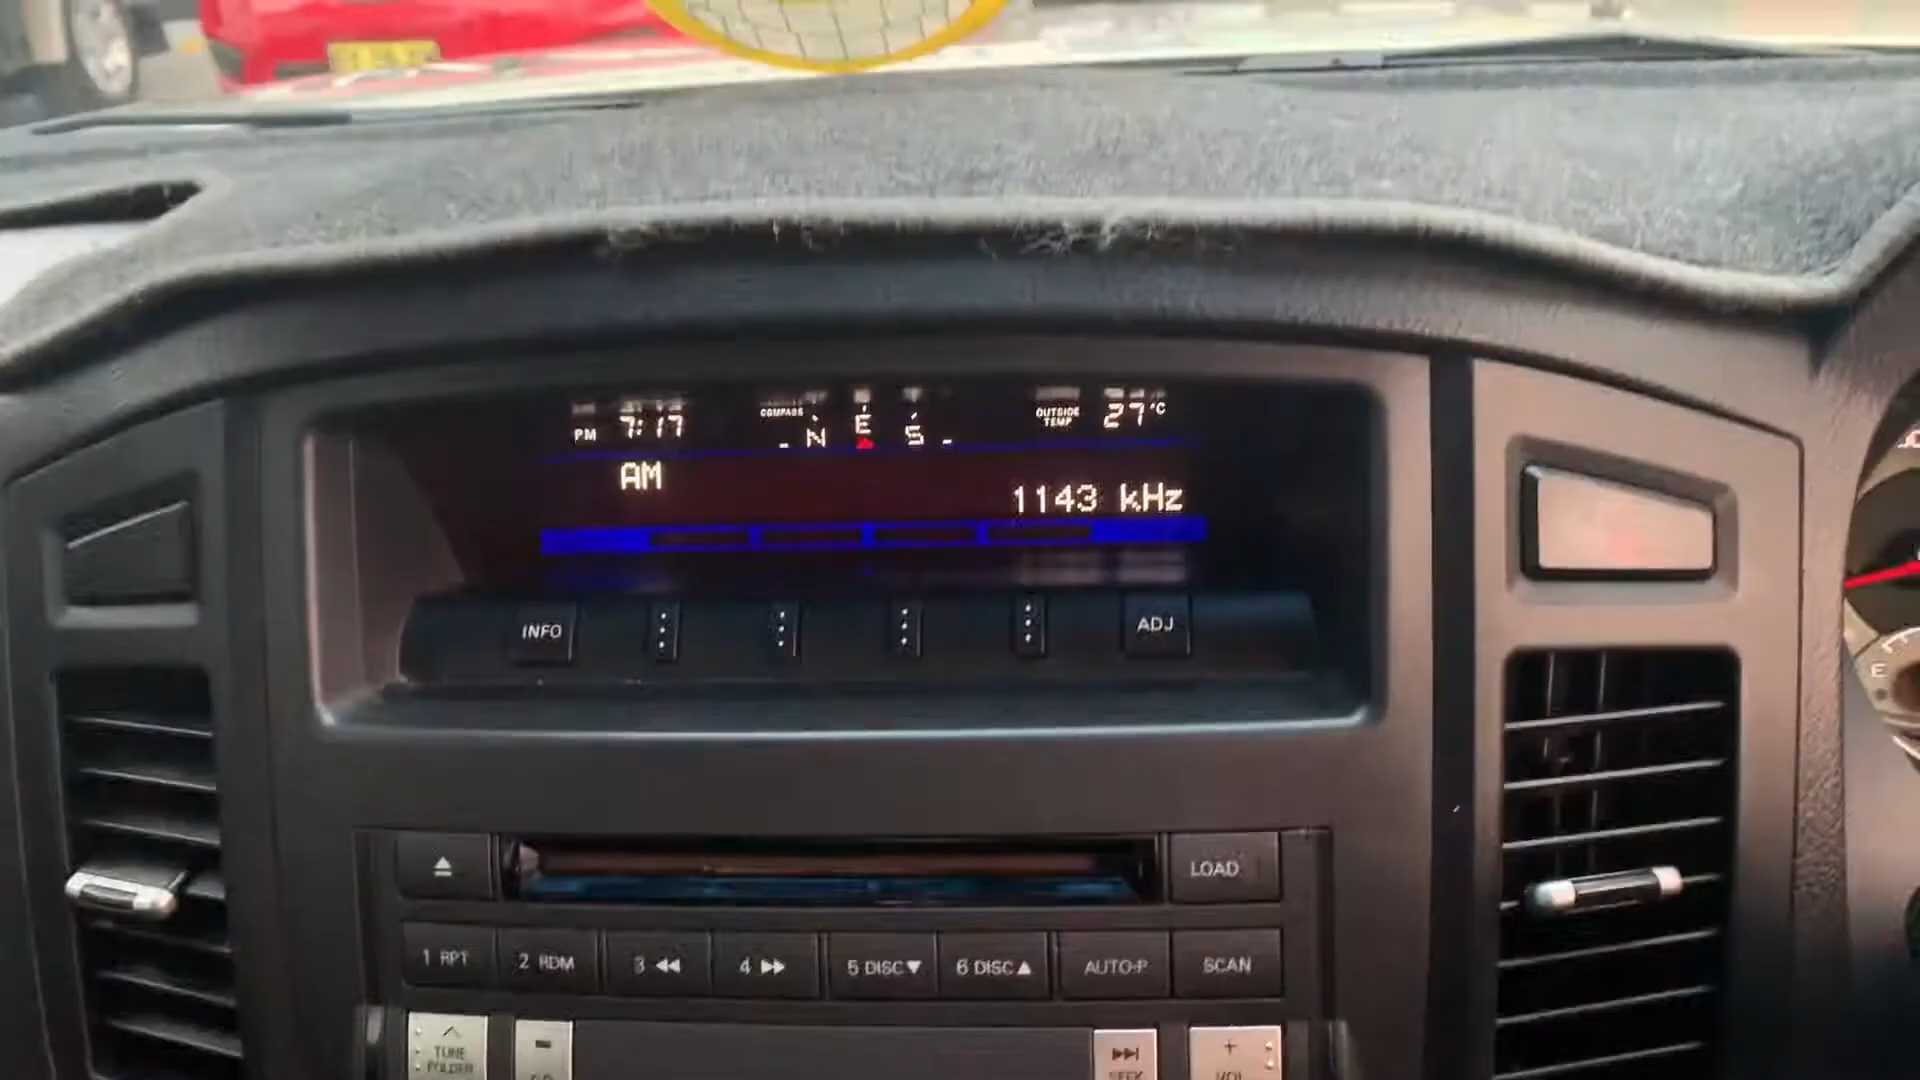 PM 7:17 COMPASS N E S OUTSIDE TEMP 27°C
AM
1143 kHz
INFO ADJ
LOAD
1 RPT 2 RDM 3 ◀◀ 4 ▶▶ 5 DISC▼ 6 DISC▲ AUTO-P SCAN
TUNE FOLDER SEEK + VOL
E